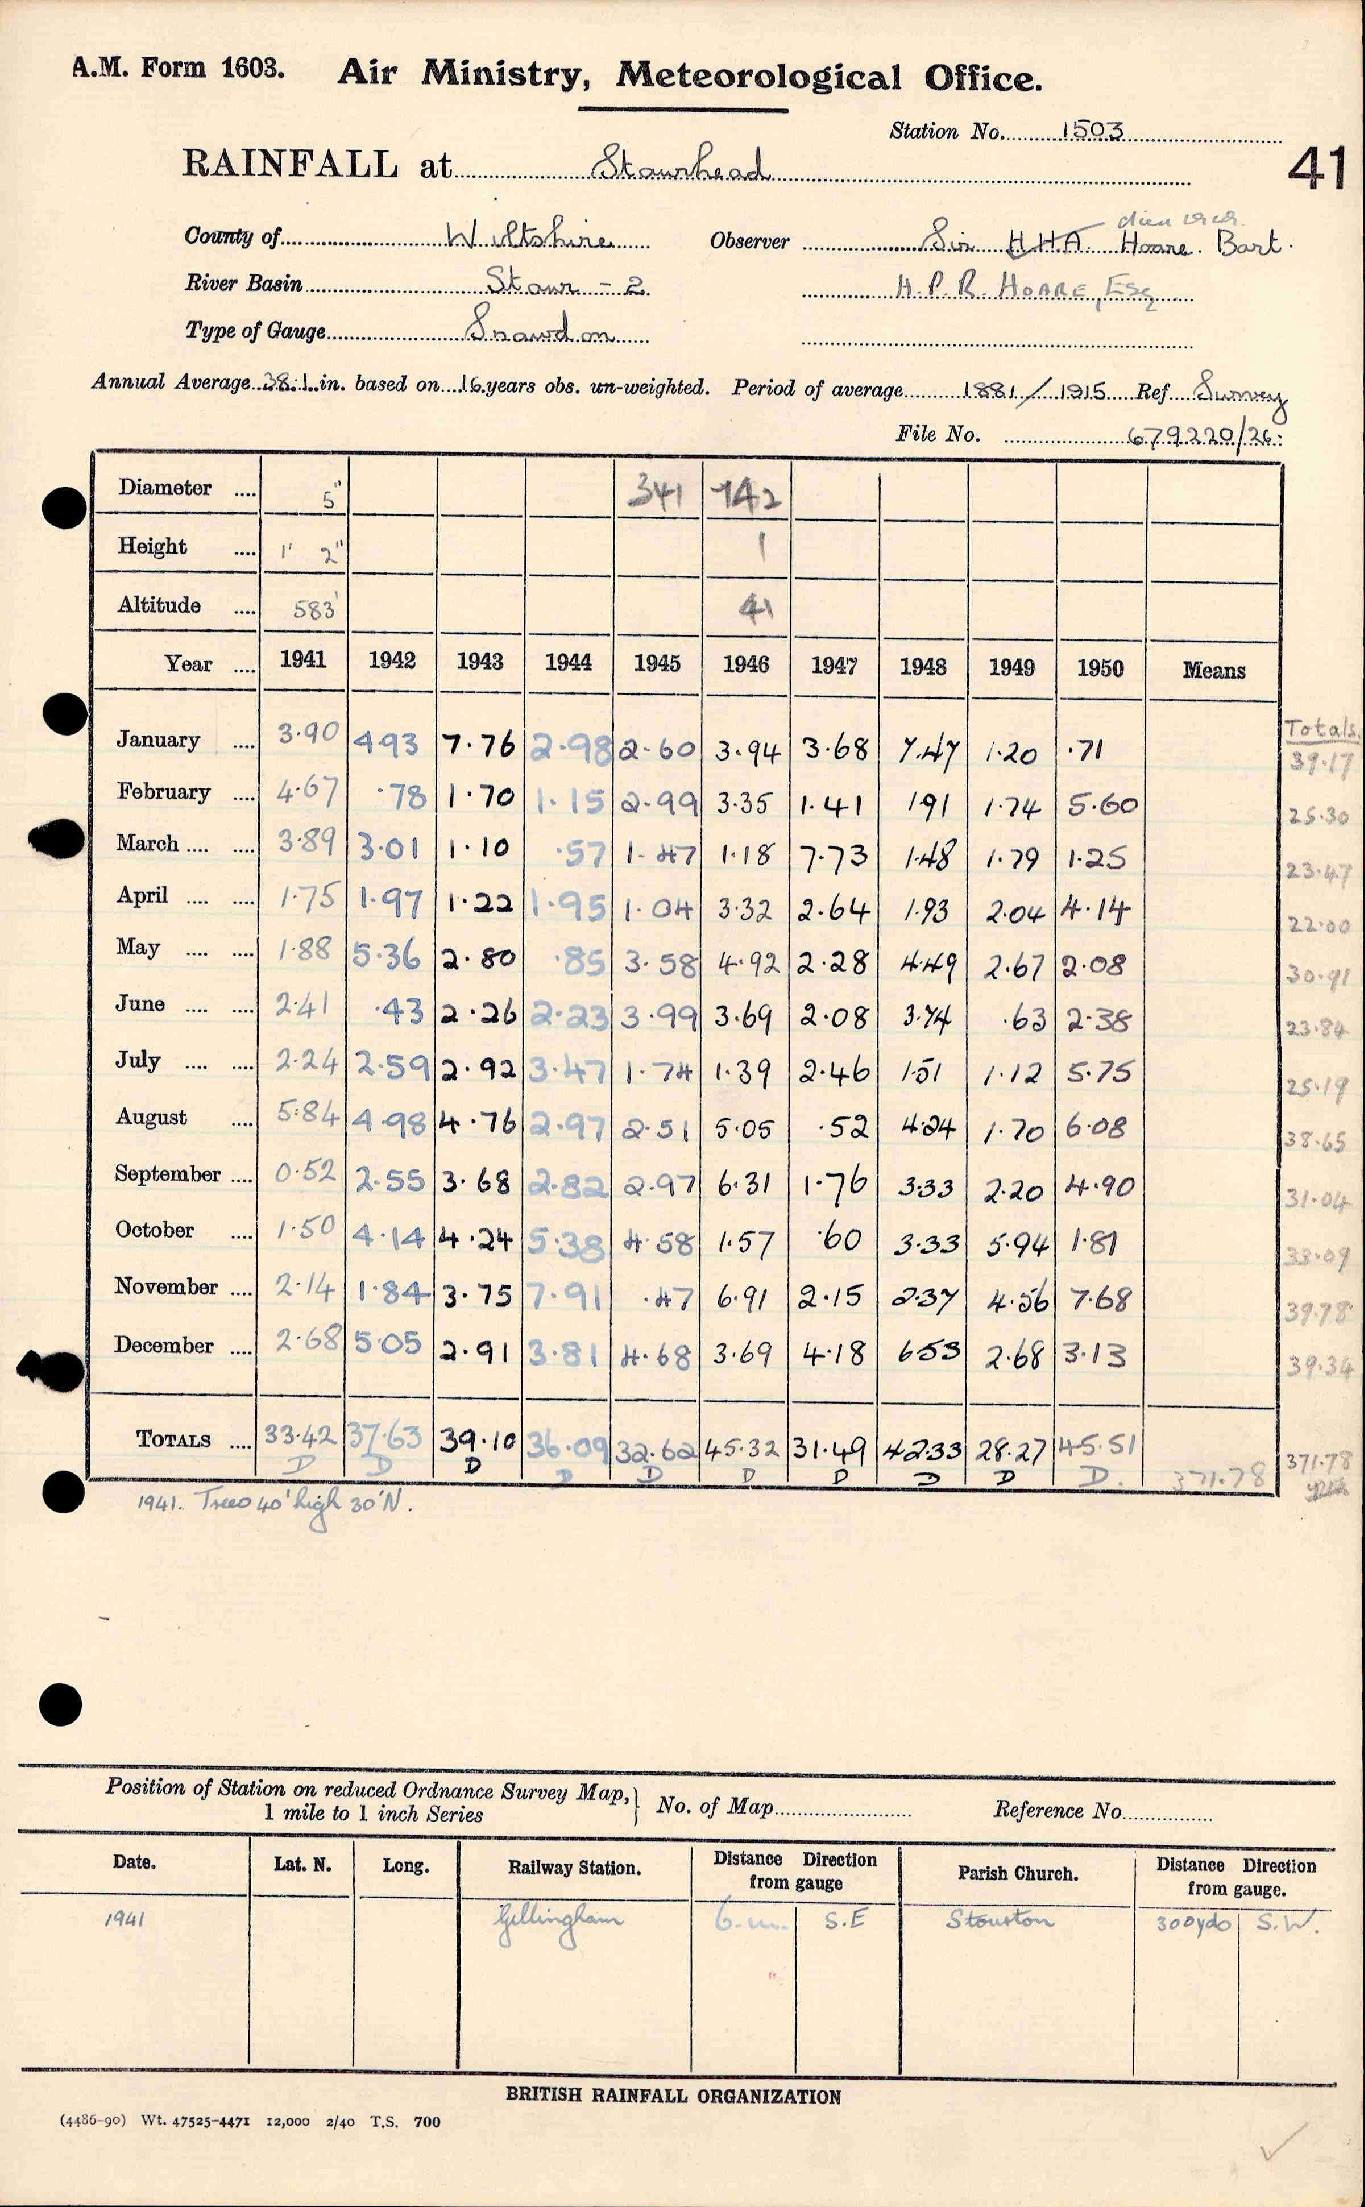 A.M. Form 1603. Air Ministry, Meteorological Office.
Station No. 1503
RAINFALL at Stourhead 41
County of Wiltshire Observer Sir HHA Hoare Bart.
River Basin Stour - 2 H.P.R. HOARE, Esq
Type of Gauge Snowdon
Annual Average 38.1 in. based on 16 years obs. un-weighted. Period of average 1881/1915 Ref Survey
File No. 679220/26
Diameter .... 5" 341 742
Height .... 1' 2" 1
Altitude .... 583' 41
Year .... 1941 1942 1943 1944 1945 1946 1947 1948 1949 1950 Means
Totals
January .... 3.90 4.93 7.76 2.98 2.60 3.94 3.68 7.47 1.20 .71 39.17
February .... 4.67 .78 1.70 1.15 2.99 3.35 1.41 1.91 1.74 5.60 25.30
March .... .... 3.89 3.01 1.10 .57 1.47 1.18 7.73 1.48 1.79 1.25 23.47
April .... .... 1.75 1.97 1.22 1.95 1.04 3.32 2.64 1.93 2.04 4.14 22.00
May .... .... 1.88 5.36 2.80 .85 3.58 4.92 2.28 4.49 2.67 2.08 30.91
June .... .... 2.41 .43 2.26 2.23 3.99 3.69 2.08 3.74 .63 2.38 23.84
July .... .... 2.24 2.59 2.92 3.47 1.74 1.39 2.46 1.51 1.12 5.75 25.19
August .... 5.84 4.98 4.76 2.97 2.51 5.05 .52 4.24 1.70 6.08 38.65
September .... 0.52 2.55 3.68 2.82 2.97 6.31 1.76 3.33 2.20 4.90 31.04
October .... 1.50 4.14 4.24 5.38 4.58 1.57 .60 3.33 5.94 1.81 33.09
November .... 2.14 1.84 3.75 7.91 .47 6.91 2.15 2.37 4.56 7.68 39.78
December .... 2.68 5.05 2.91 3.81 4.68 3.69 4.18 6.53 2.68 3.13 39.34
TOTALS .... 33.42 37.63 39.10 36.09 32.62 45.32 31.49 42.33 28.27 45.51 371.78
D D D D D D D D D D. 371.78
1941. Trees 40' high 30' N.
Position of Station on reduced Ordnance Survey Map,
1 mile to 1 inch Series
No. of Map Reference No.
Date. Lat. N. Long. Railway Station. Distance Direction from gauge Parish Church. Distance Direction from gauge.
1941 Gillingham 6 m. S.E Stourton 300 yds S.W.
BRITISH RAINFALL ORGANIZATION
(4486-90) Wt. 47525-4471 12,000 2/40 T.S. 700